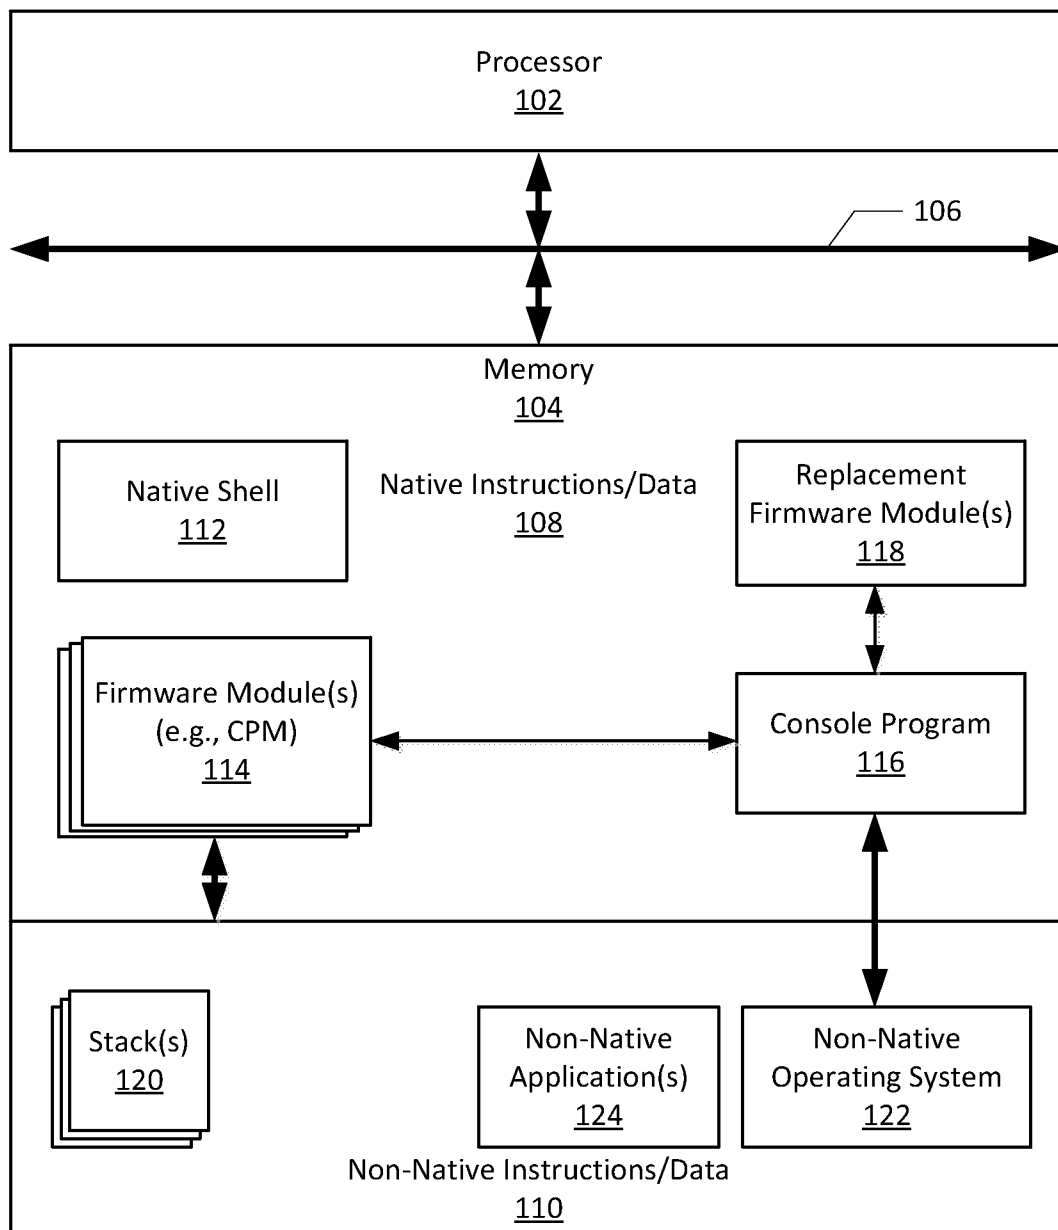 Processor
102
106
Memory
104
Native Shell
112
Native Instructions/Data
108
Replacement
Firmware Module(s)
118
Firmware Module(s)
(e.g., CPM)
114
Console Program
116
Stack(s)
120
Non-Native
Application(s)
124
Non-Native
Operating System
122
Non-Native Instructions/Data
110